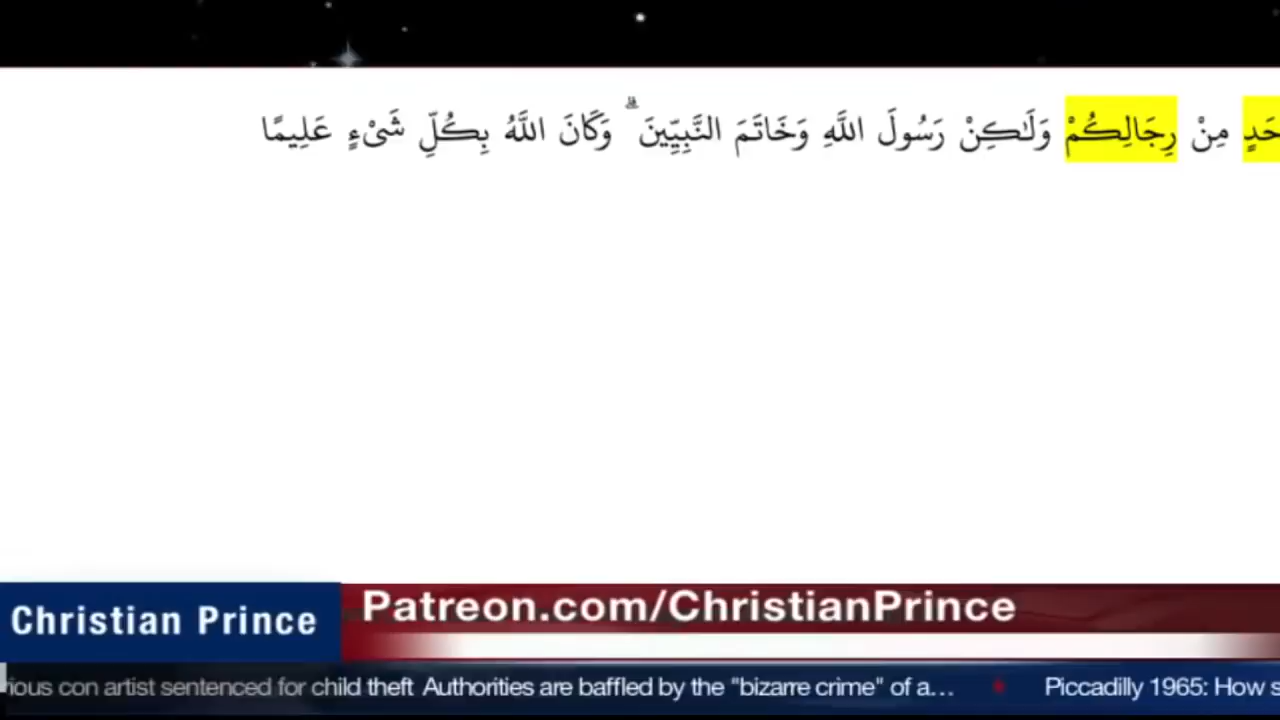 حَدٍ مِنْ رِجَالِكُمْ وَلَٰكِنْ رَسُولَ اللَّهِ وَخَاتَمَ النَّبِيِّينَ ۗ وَكَانَ اللَّهُ بِكُلِّ شَىْءٍ عَلِيمًا
Christian Prince
Patreon.com/ChristianPrince
ious con artist sentenced for child theft Authorities are baffled by the "bizarre crime" of a… Piccadilly 1965: How s